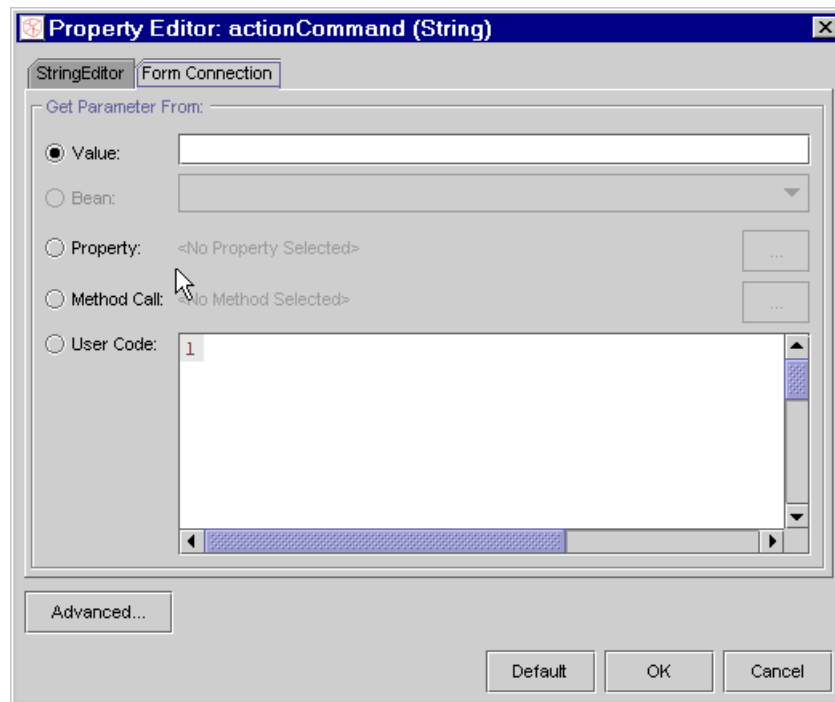 Property Editor: actionCommand (String)
StringEditor Form Connection
Get Parameter From:
Value:
Bean:
Property: <No Property Selected> ...
Method Call: <No Method Selected> ...
User Code: 1
Advanced...
Default OK Cancel